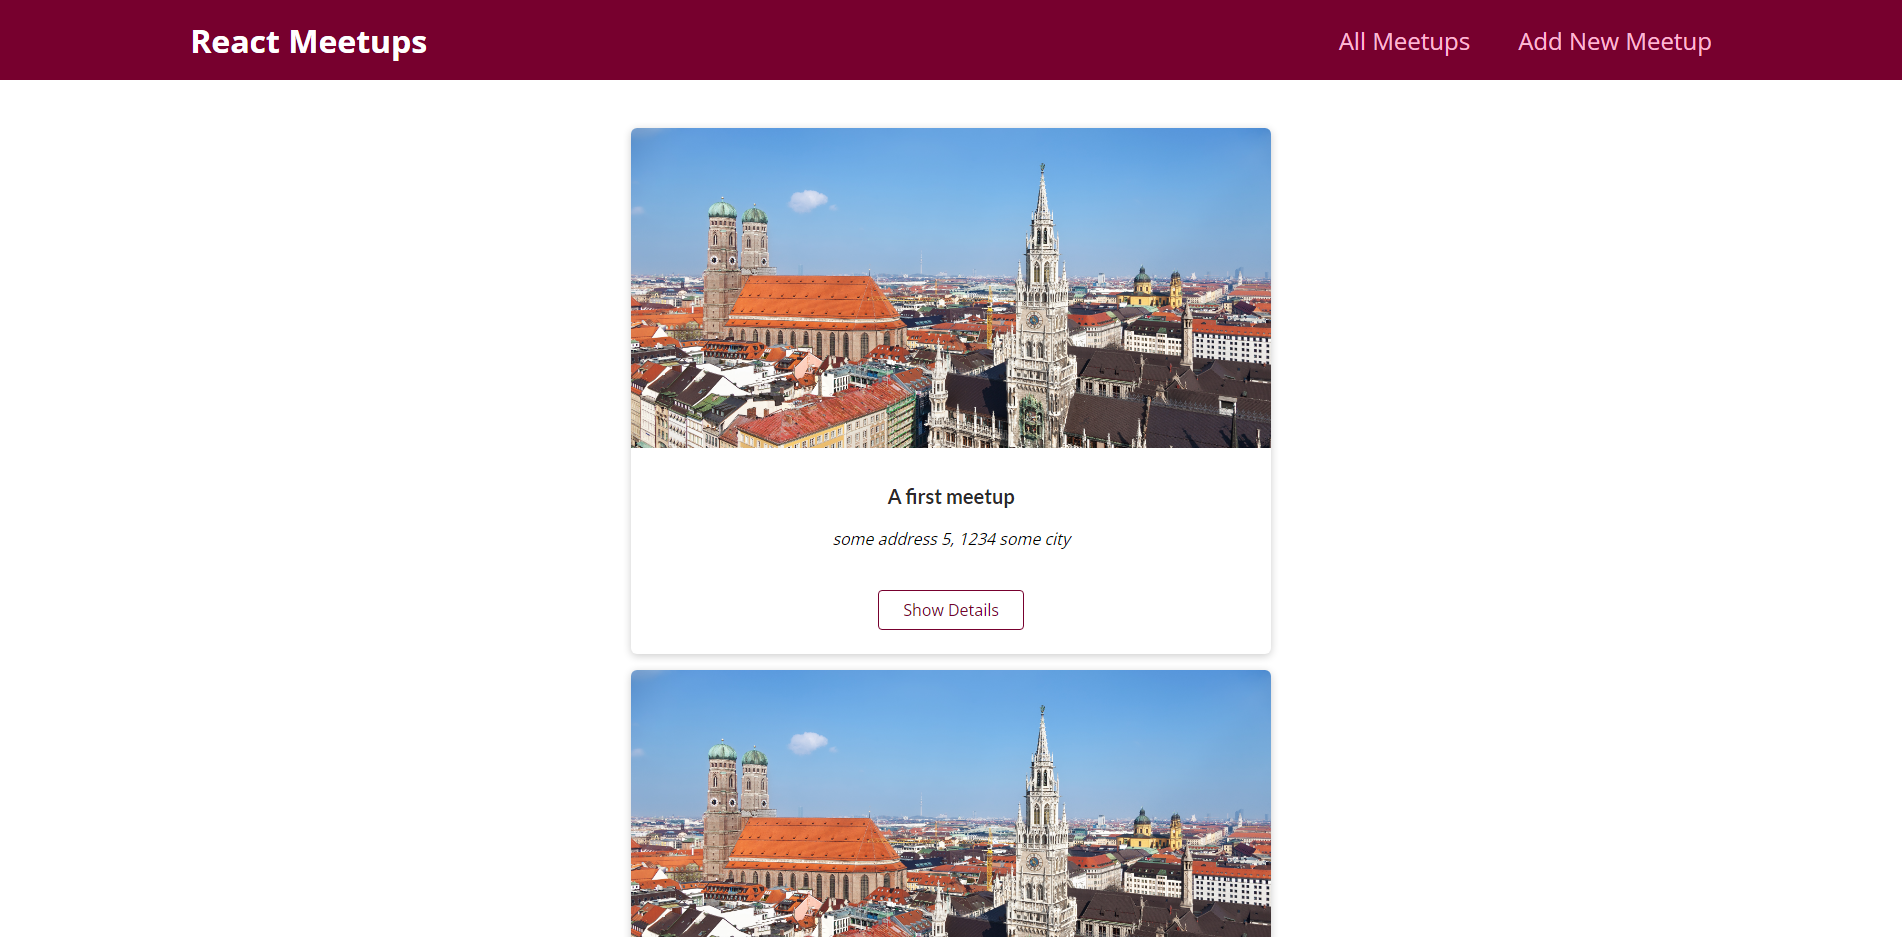 React Meetups
All Meetups
Add New Meetup
A first meetup
some address 5, 1234 some city
Show Details